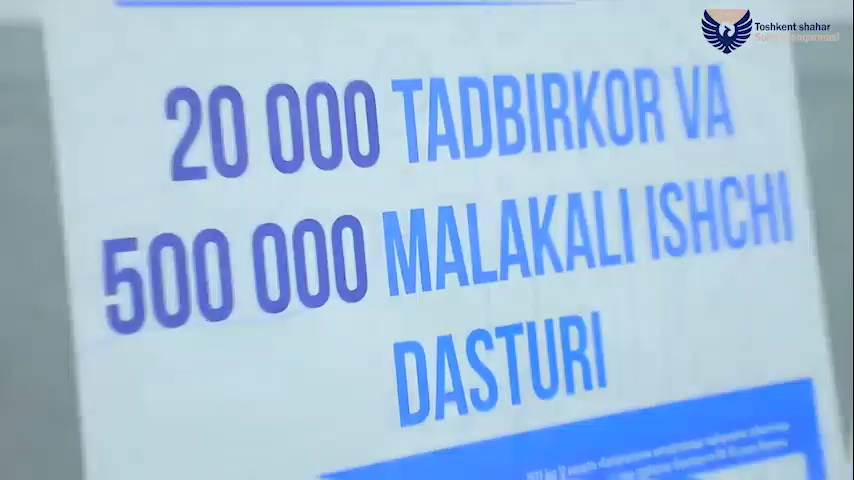 Toshkent shahar
20 000 TADBIRKOR VA
500 000 MALAKALI ISHCHI
DASTURI